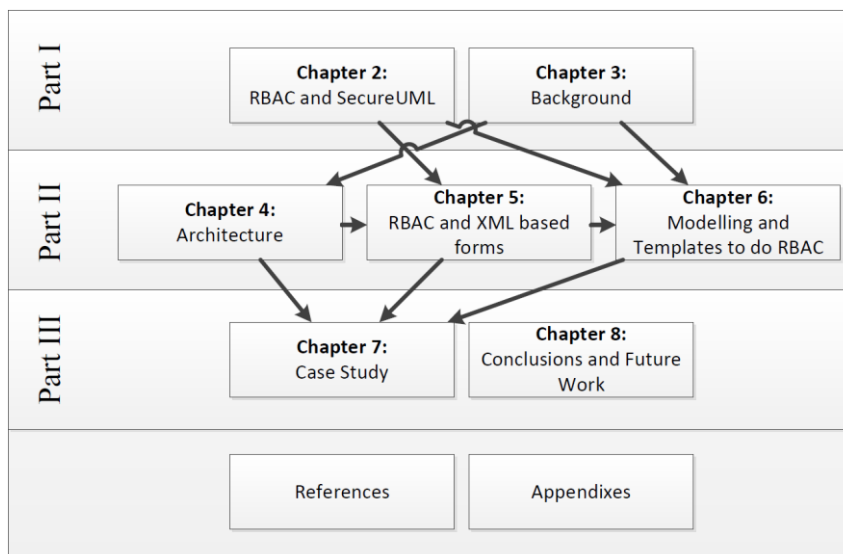 Part I
Chapter 2:
RBAC and SecureUML
Chapter 3:
Background
Part II
Chapter 4:
Architecture
Chapter 5:
RBAC and XML based
forms
Chapter 6:
Modelling and
Templates to do RBAC
Part III
Chapter 7:
Case Study
Chapter 8:
Conclusions and Future
Work
References
Appendixes